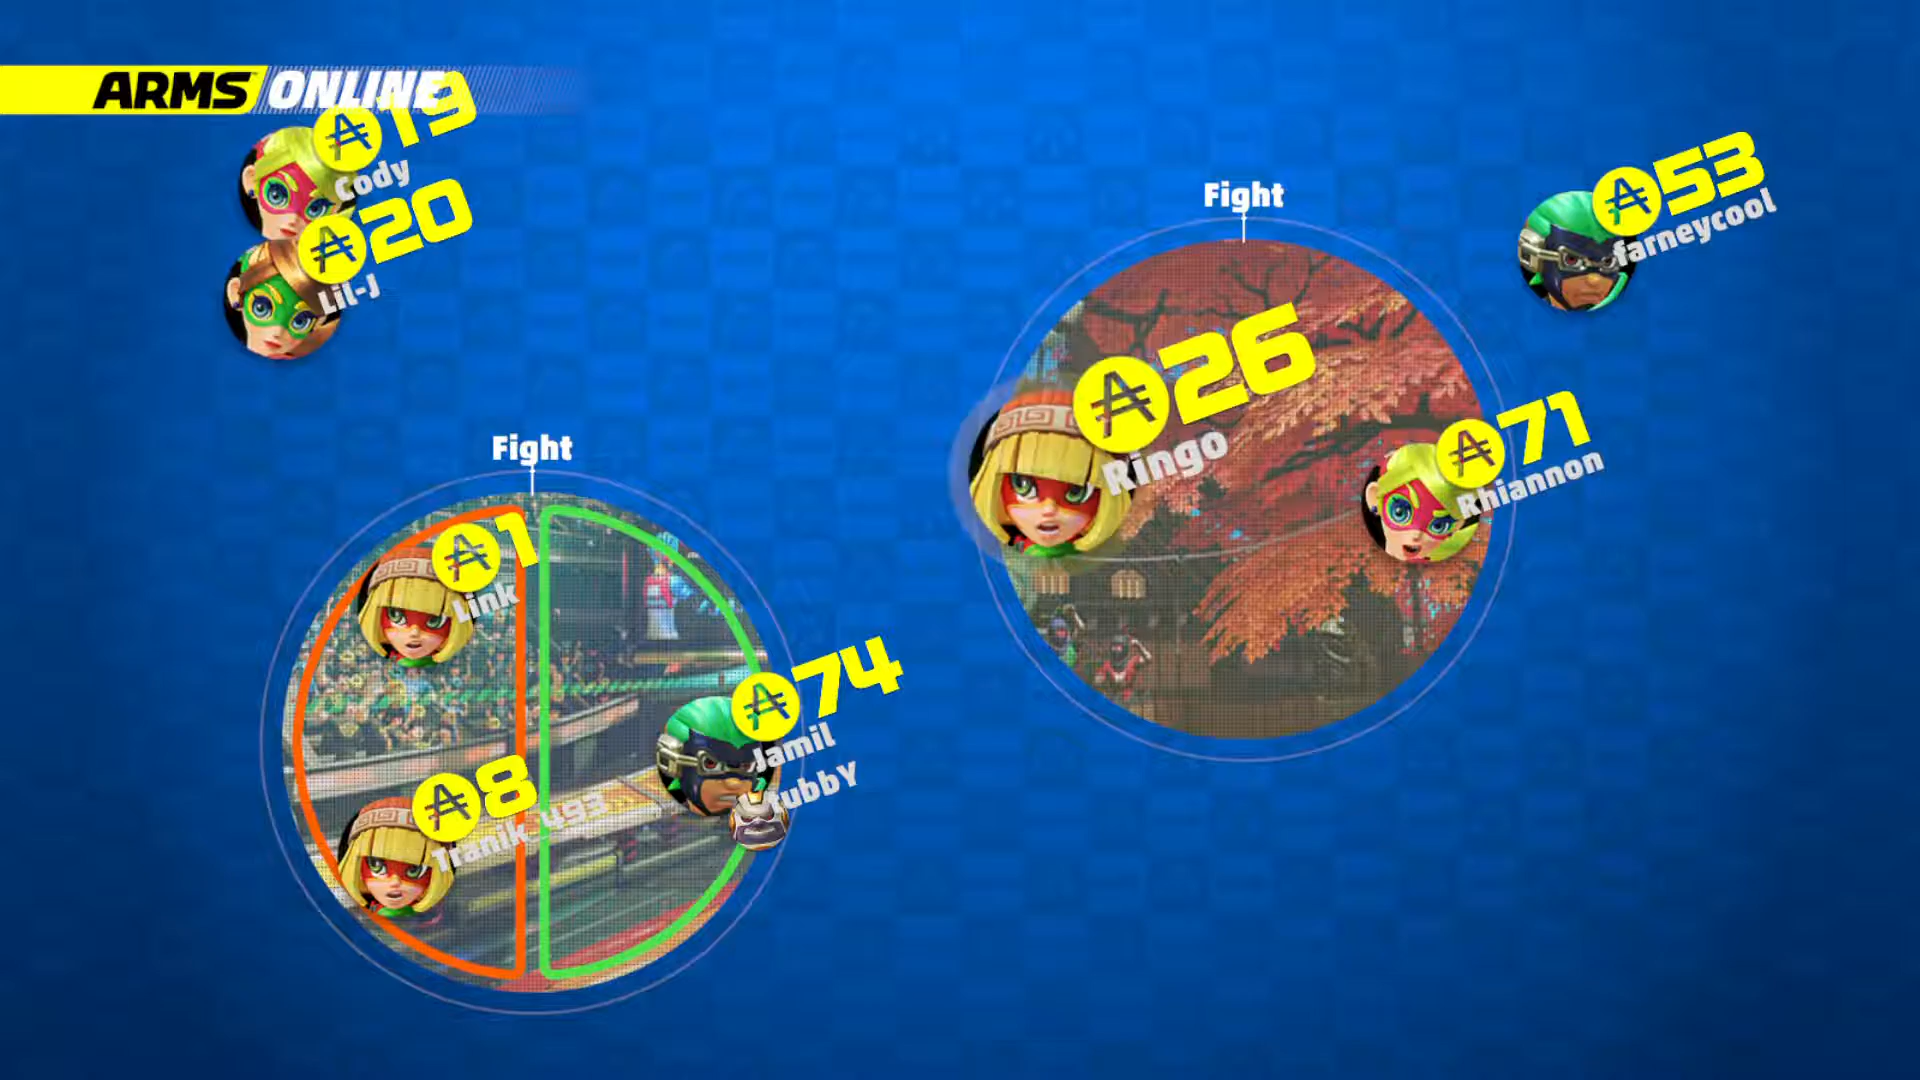 ARMS ONLINE
19
Cody
20
Lil-J
Fight
26
Ringo
53
farneycool
71
Rhiannon
Fight
1
Link
74
Jamil
8
Tranik_493